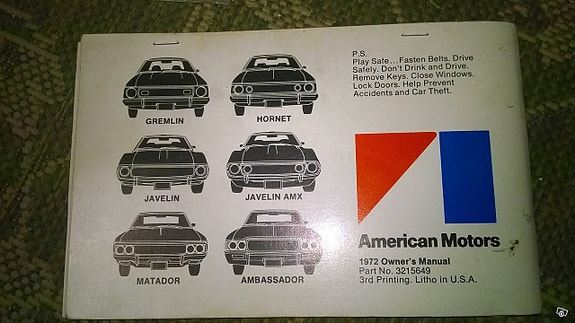 P.S.
Play Safe...Fasten Belts. Drive
Safely. Don't Drink and Drive.
Remove Keys. Close Windows.
Lock Doors. Help Prevent
Accidents and Car Theft.
GREMLIN
HORNET
JAVELIN
JAVELIN AMX
MATADOR
AMBASSADOR
American Motors
1972 Owner's Manual
Part No. 3215649
3rd Printing. Litho in U.S.A.